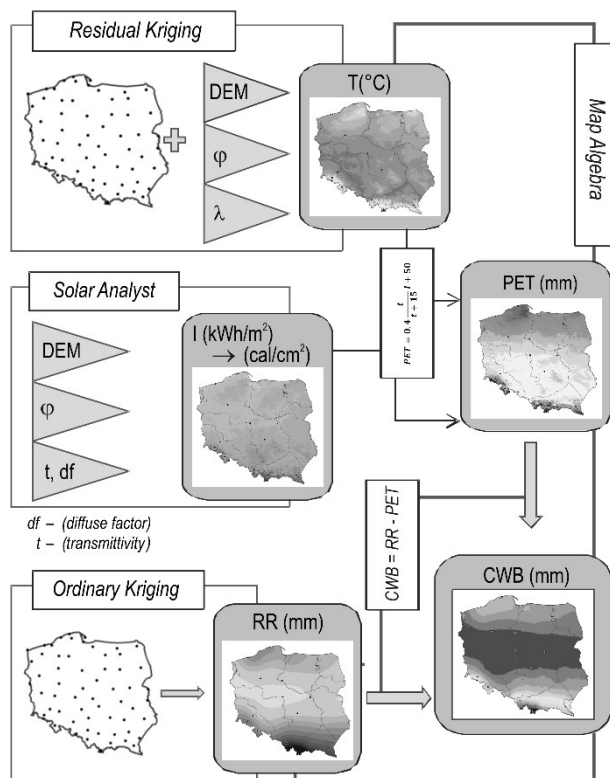 Residual Kriging
DEM
φ
λ
T(°C)
Map Algebra
Solar Analyst
DEM
φ
t, df
I (kWh/m²)
→ (cal/cm²)
PET = 0.4 t/t + 15 I + 50
PET (mm)
df – (diffuse factor)
t – (transmittivity)
CWB = RR - PET
Ordinary Kriging
RR (mm)
CWB (mm)